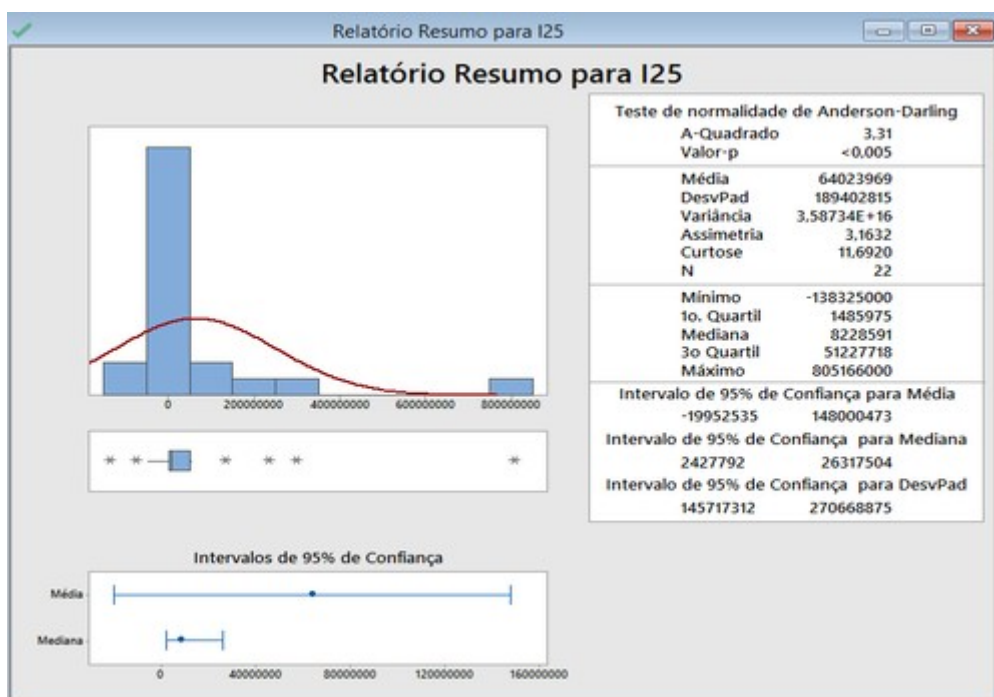 Relatório Resumo para I25
Relatório Resumo para I25
0 200000000 400000000 600000000 800000000
Intervalos de 95% de Confiança
Média
Mediana
0 40000000 80000000 120000000 160000000
Teste de normalidade de Anderson-Darling
A-Quadrado 3,31
Valor-p <0,005
Média 64023969
DesvPad 189402815
Variância 3,58734E+16
Assimetria 3,1632
Curtose 11,6920
N 22
Mínimo -138325000
1o. Quartil 1485975
Mediana 8228591
3o Quartil 51227718
Máximo 805166000
Intervalo de 95% de Confiança para Média
-19952535 148000473
Intervalo de 95% de Confiança para Mediana
2427792 26317504
Intervalo de 95% de Confiança para DesvPad
145717312 270668875